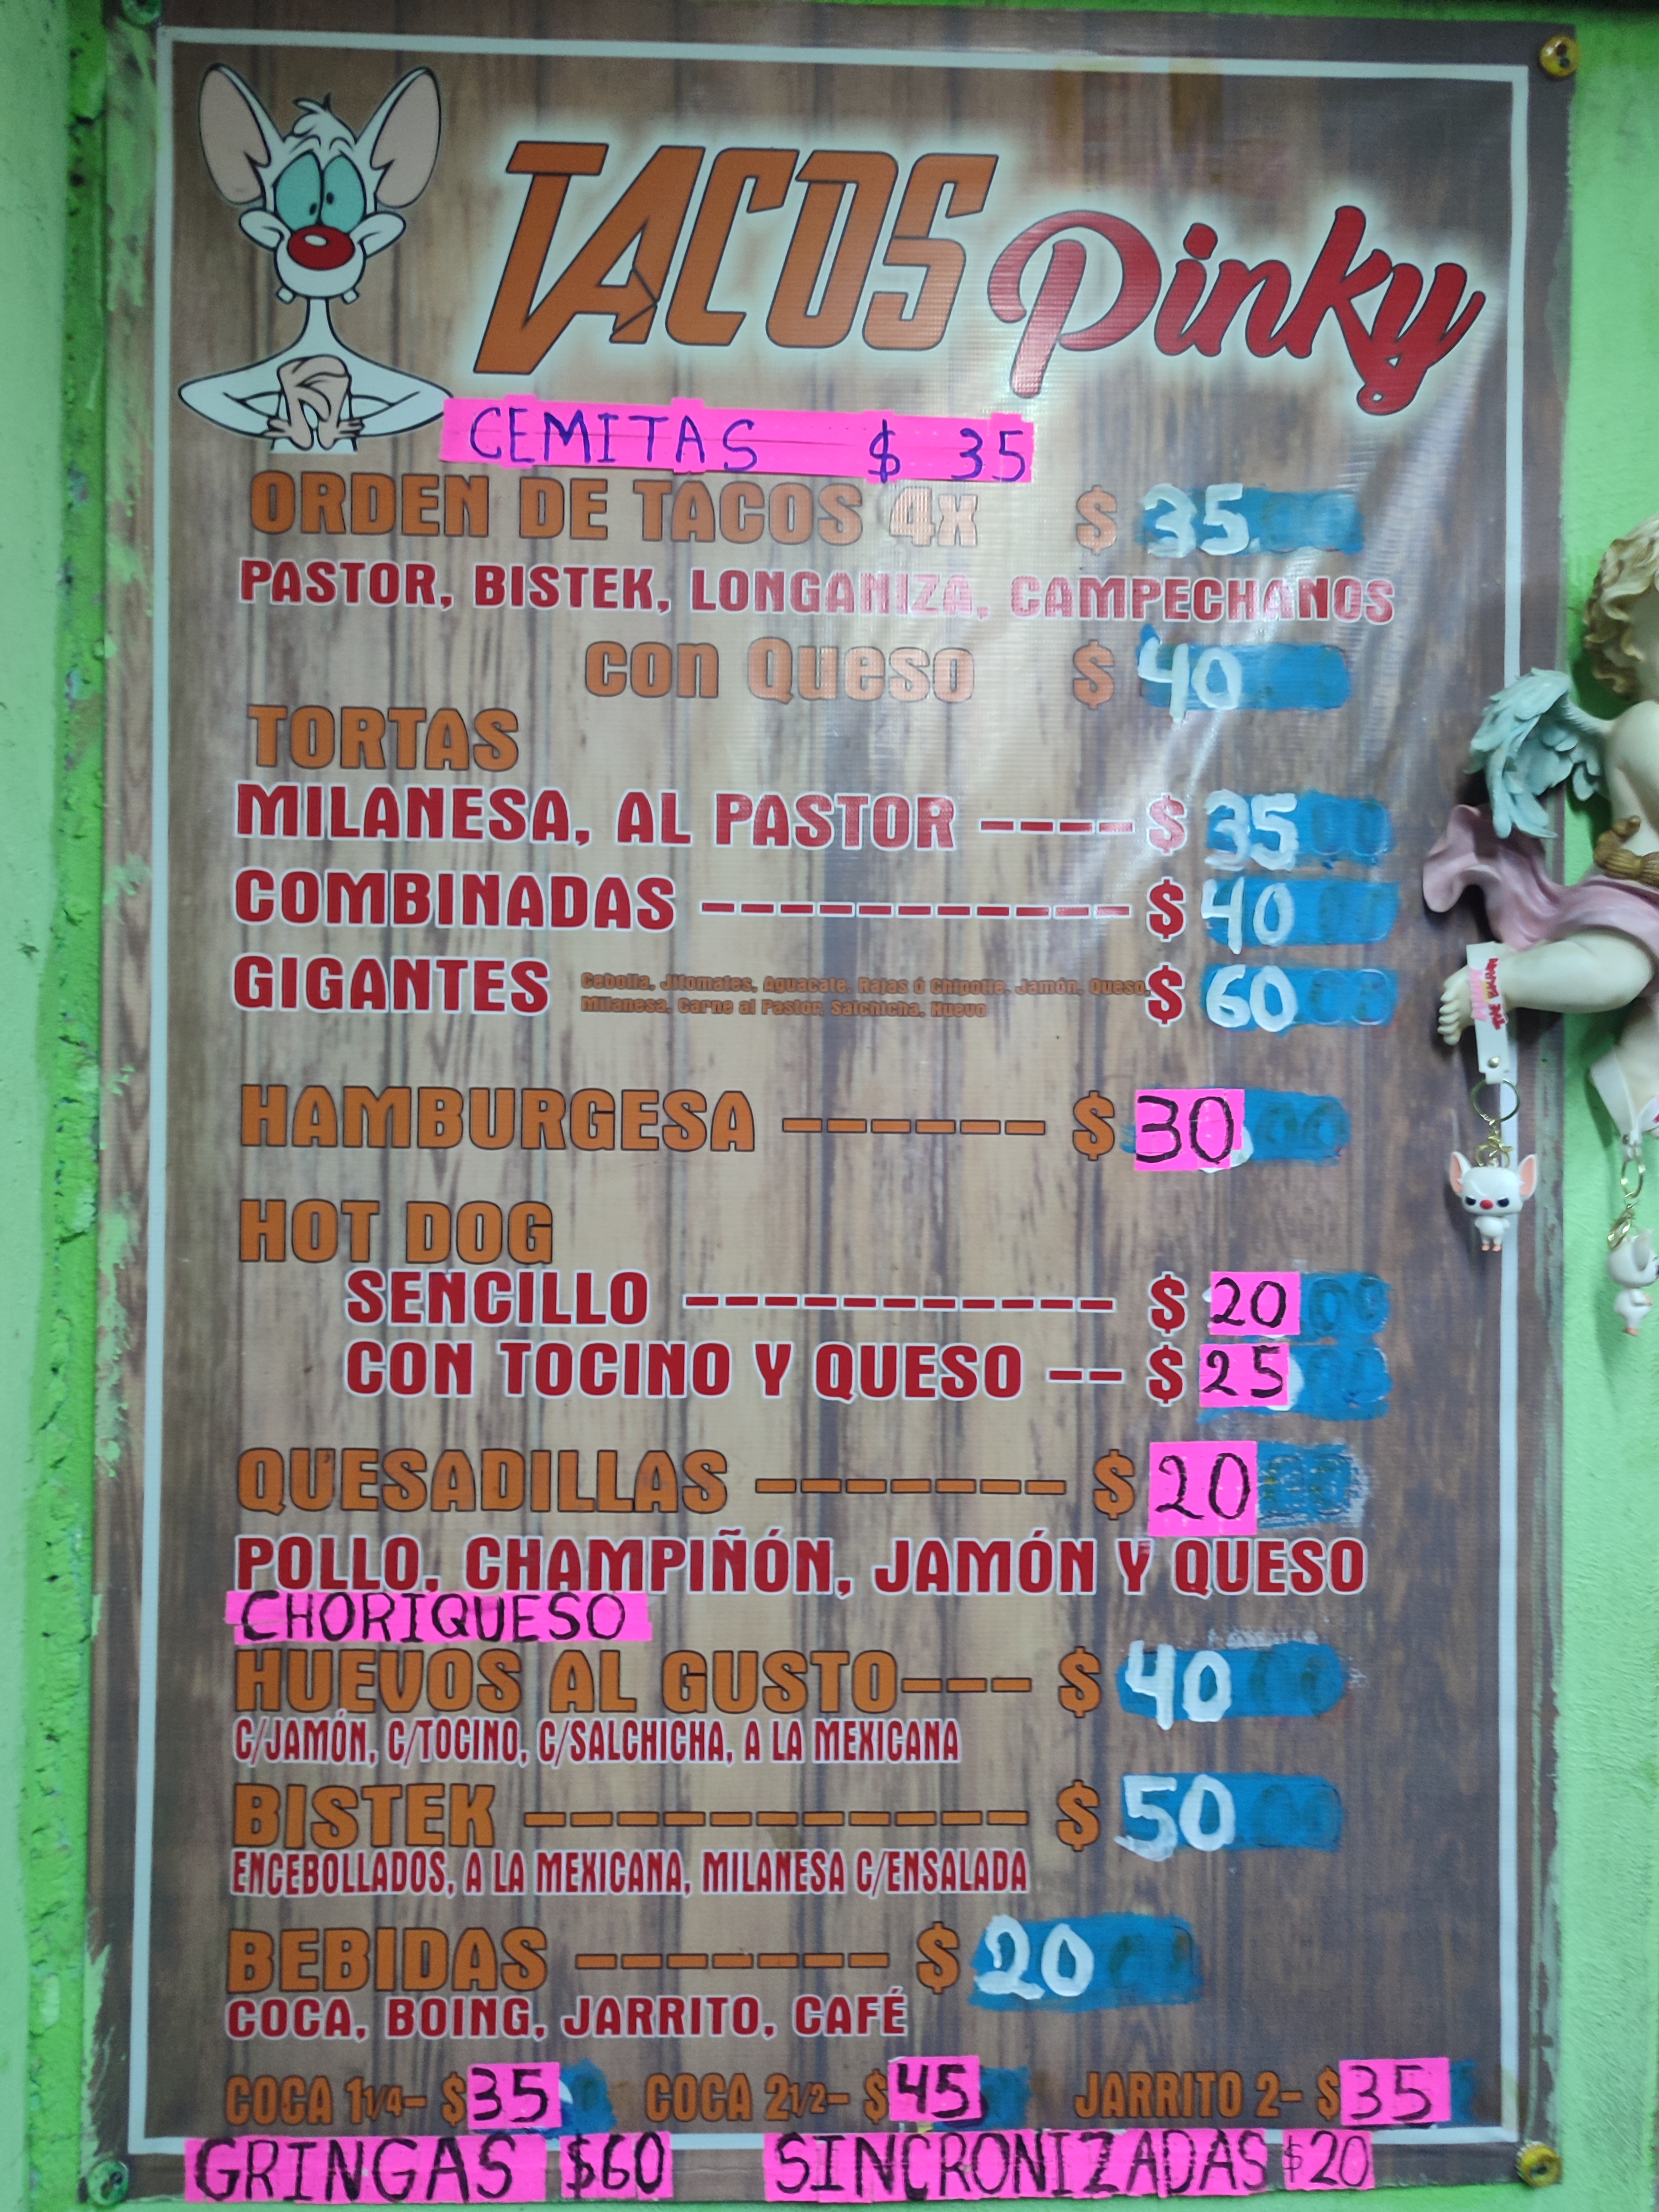 TACOS Pinky
CEMITAS $ 35
ORDEN DE TACOS 4x $ 35
PASTOR, BISTEK, LONGANIZA, CAMPECHANOS
con Queso $ 40
TORTAS
MILANESA, AL PASTOR ---- $ 35
COMBINADAS ----------- $ 40
GIGANTES Cebolla, Jitomates, Aguacate, Rajas ó Chipotle, Jamón, Queso, $ 60
Milanesa, Carne al Pastor, Salchicha, Huevo
HAMBURGESA ------ $ 30
HOT DOG
SENCILLO ----------- $ 20
CON TOCINO Y QUESO -- $ 25
QUESADILLAS ------- $ 20
POLLO, CHAMPIÑÓN, JAMÓN Y QUESO
CHORIQUESO
HUEVOS AL GUSTO--- $ 40
C/JAMÓN, C/TOCINO, C/SALCHICHA, A LA MEXICANA
BISTEK ------------ $ 50
ENCEBOLLADOS, A LA MEXICANA, MILANESA C/ENSALADA
BEBIDAS ------- $ 20
COCA, BOING, JARRITO, CAFÉ
COCA 1 1/4- $35 COCA 2 1/2- $45 JARRITO 2- $35
GRINGAS $60 SINCRONIZADAS $20